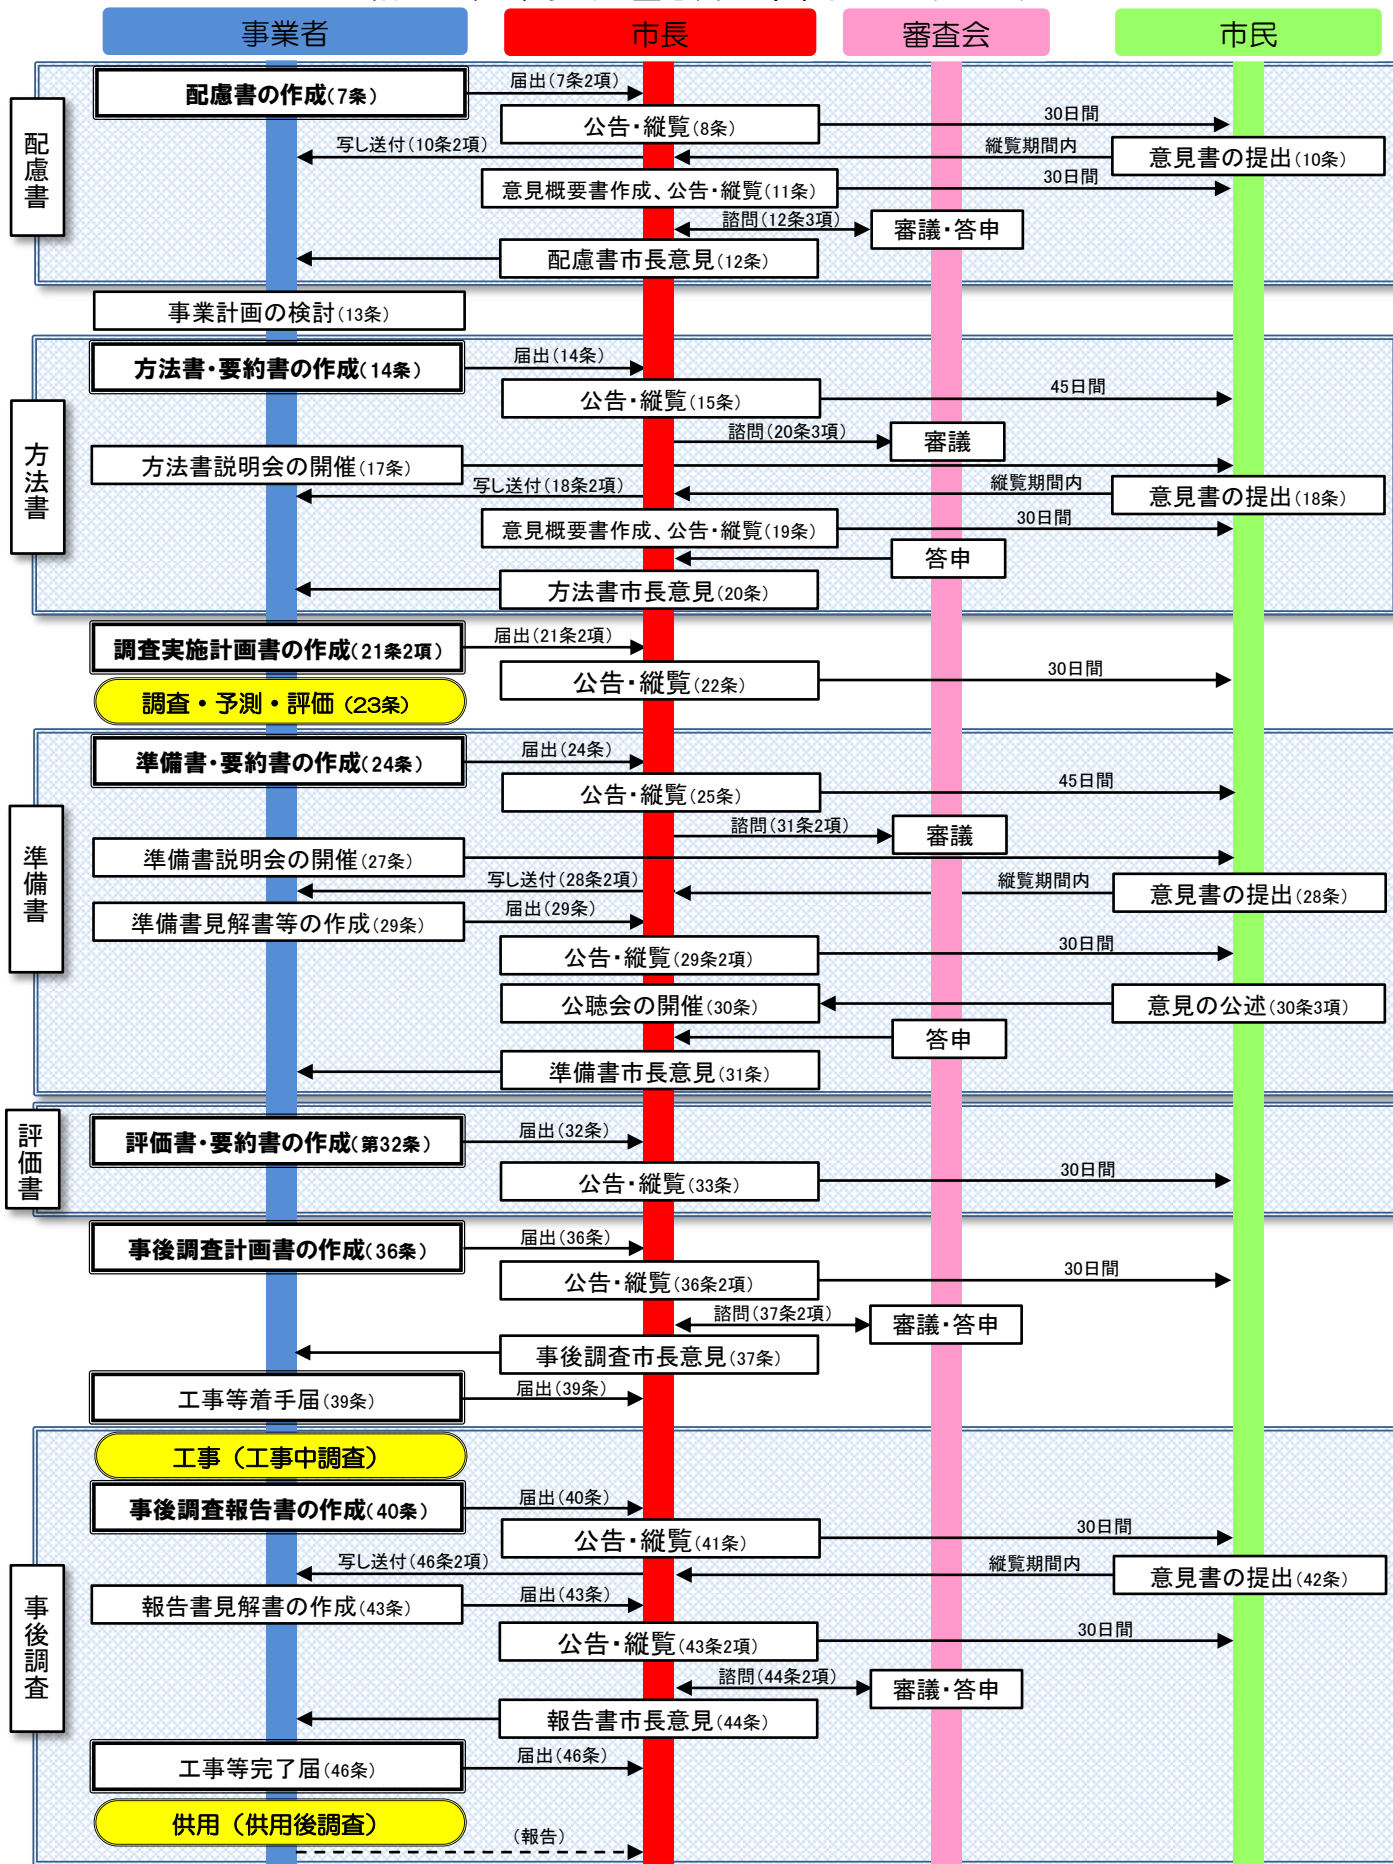 事業者
市長
審査会
市民
配慮書
配慮書の作成(7条)
届出(7条2項)
公告・縦覧(8条)
30日間
写し送付(10条2項)
縦覧期間内
意見書の提出(10条)
意見概要書作成、公告・縦覧(11条)
30日間
諮問(12条3項)
審議・答申
配慮書市長意見(12条)
事業計画の検討(13条)
方法書
方法書・要約書の作成(14条)
届出(14条)
公告・縦覧(15条)
45日間
諮問(20条3項)
審議
方法書説明会の開催(17条)
写し送付(18条2項)
縦覧期間内
意見書の提出(18条)
意見概要書作成、公告・縦覧(19条)
30日間
答申
方法書市長意見(20条)
調査実施計画書の作成(21条2項)
届出(21条2項)
公告・縦覧(22条)
30日間
調査・予測・評価（23条）
準備書
準備書・要約書の作成(24条)
届出(24条)
公告・縦覧(25条)
45日間
諮問(31条2項)
審議
準備書説明会の開催(27条)
写し送付(28条2項)
縦覧期間内
意見書の提出(28条)
準備書見解書等の作成(29条)
届出(29条)
公告・縦覧(29条2項)
30日間
公聴会の開催(30条)
意見の公述(30条3項)
答申
準備書市長意見(31条)
評価書
評価書・要約書の作成(第32条)
届出(32条)
公告・縦覧(33条)
30日間
事後調査計画書の作成(36条)
届出(36条)
公告・縦覧(36条2項)
30日間
諮問(37条2項)
審議・答申
事後調査市長意見(37条)
工事等着手届(39条)
届出(39条)
事後調査
工事（工事中調査）
事後調査報告書の作成(40条)
届出(40条)
公告・縦覧(41条)
30日間
写し送付(46条2項)
縦覧期間内
意見書の提出(42条)
報告書見解書の作成(43条)
届出(43条)
公告・縦覧(43条2項)
30日間
諮問(44条2項)
審議・答申
報告書市長意見(44条)
工事等完了届(46条)
届出(46条)
供用（供用後調査）
(報告)